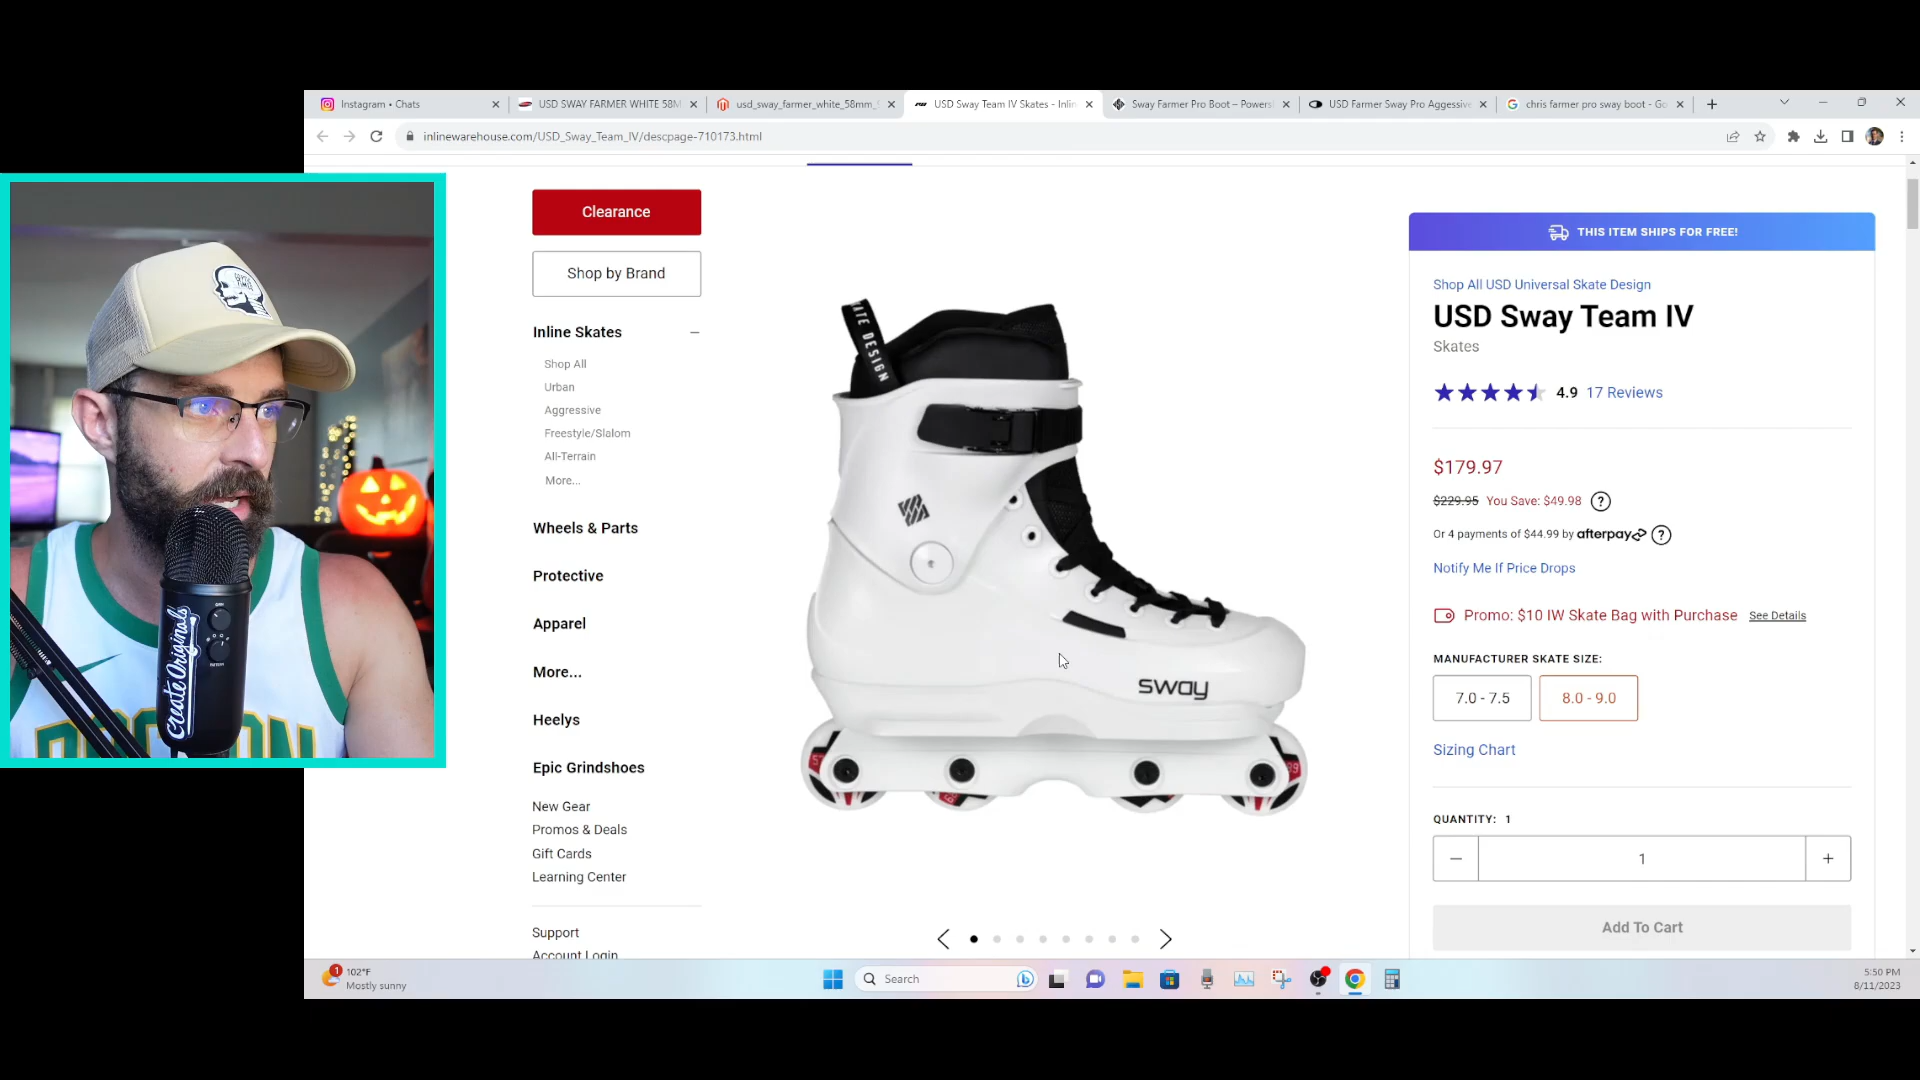 Instagram • Chats
USD SWAY FARMER WHITE 58M
usd_sway_farmer_white_58mm_
USD Sway Team IV Skates - Inlin
Sway Farmer Pro Boot – Powers
USD Farmer Sway Pro Aggessive
chris farmer pro sway boot - Go
inlinewarehouse.com/USD_Sway_Team_IV/descpage-710173.html
Clearance
Shop by Brand
Inline Skates
Shop All
Urban
Aggressive
Freestyle/Slalom
All-Terrain
More...
Wheels & Parts
Protective
Apparel
More...
Heelys
Epic Grindshoes
New Gear
Promos & Deals
Gift Cards
Learning Center
Support
Account Login
ATE DESIGN
sway
THIS ITEM SHIPS FOR FREE!
Shop All USD Universal Skate Design
USD Sway Team IV
Skates
4.9 17 Reviews
$179.97
$229.95 You Save: $49.98 ?
Or 4 payments of $44.99 by afterpay ?
Notify Me If Price Drops
Promo: $10 IW Skate Bag with Purchase See Details
MANUFACTURER SKATE SIZE:
7.0 - 7.5
8.0 - 9.0
Sizing Chart
QUANTITY: 1
1
Add To Cart
CreateOriginals
1
102°F
Mostly sunny
Search
5:50 PM
8/11/2023